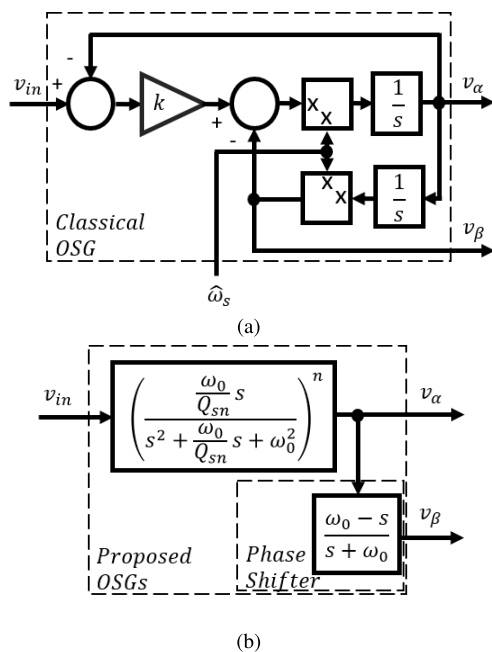 -
v_in + k + x x 1/s v_α
-
x x 1/s
Classical
OSG
v_β
ω̂_s
(a)
v_in ( (ω_0/Q_sn) s / (s^2 + (ω_0/Q_sn) s + ω_0^2) )^n v_α
(ω_0 − s)/(s + ω_0) v_β
Proposed
OSGs
Phase
Shifter
(b)